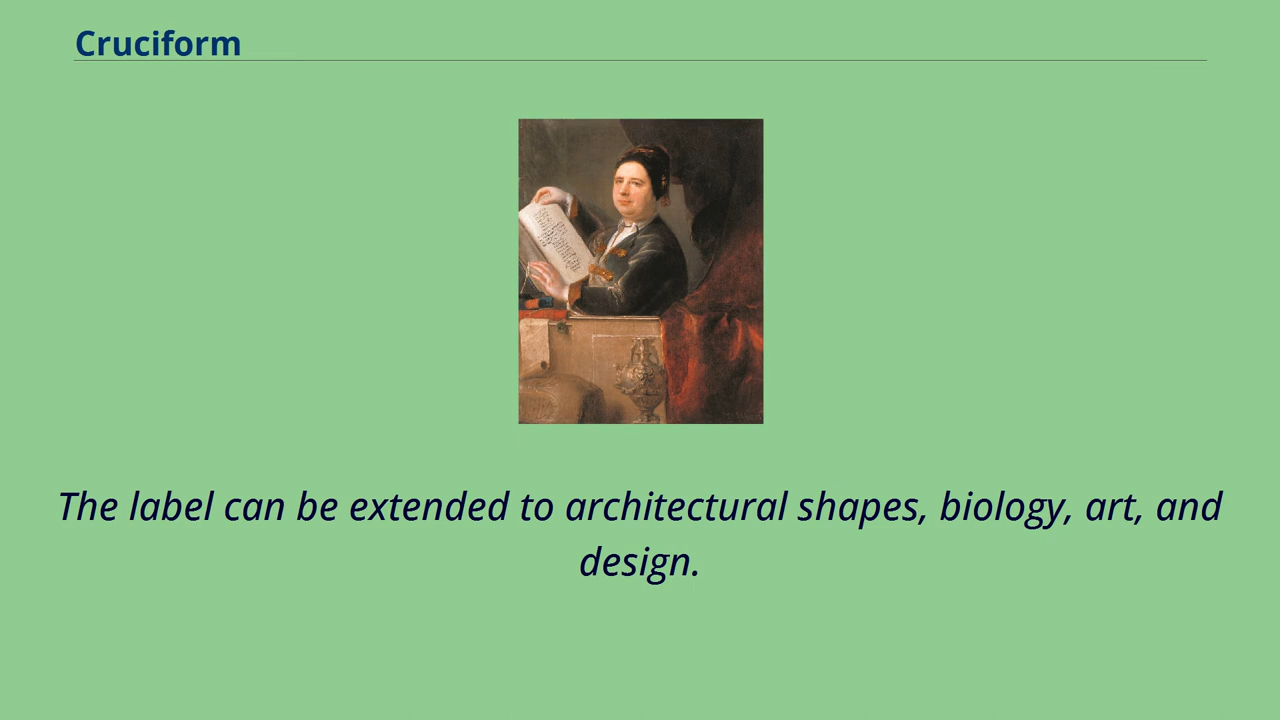 Cruciform
The label can be extended to architectural shapes, biology, art, and
design.